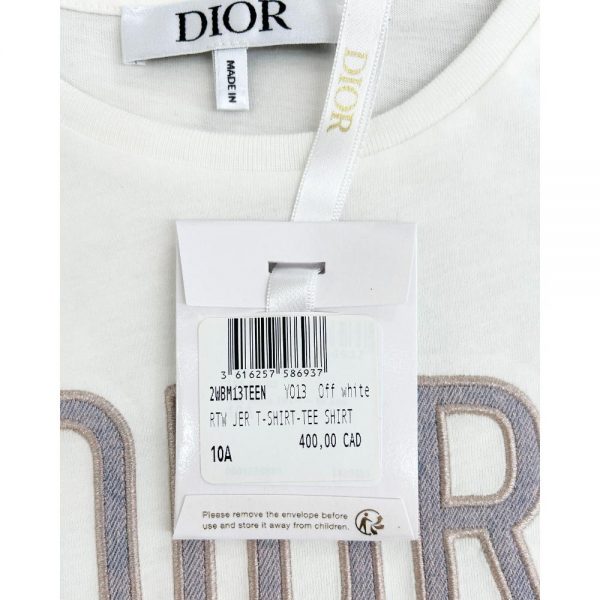 DIOR
MADE IN
DIOR
3 616257 586937
2WBM13TEEN Y013 Off white
RTW JER T-SHIRT-TEE SHIRT
400,00 CAD
10A
Please remove the envelope before
use and store it away from children.
DIOR